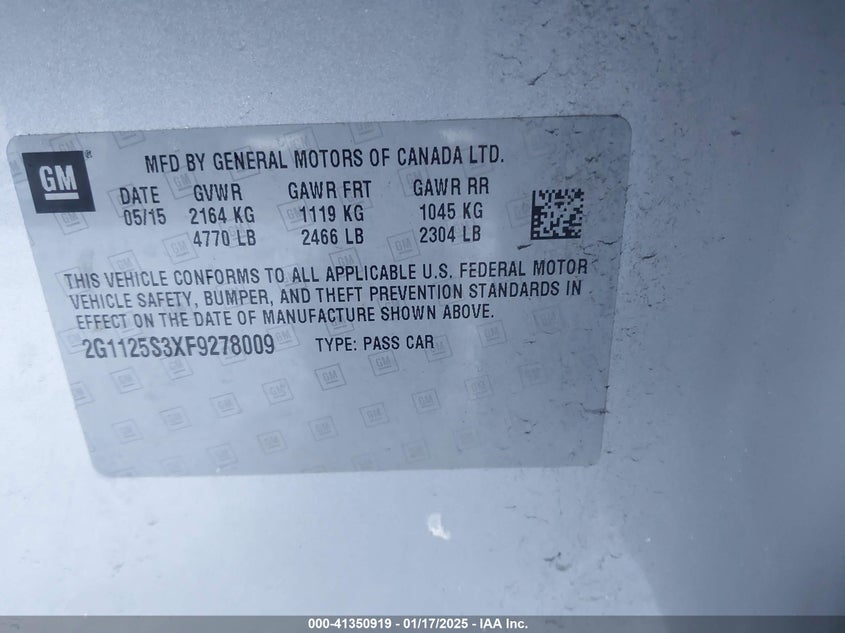 GM
MFD BY GENERAL MOTORS OF CANADA LTD.
DATE GVWR GAWR FRT GAWR RR
05/15 2164 KG 1119 KG 1045 KG
4770 LB 2466 LB 2304 LB
THIS VEHICLE CONFORMS TO ALL APPLICABLE U.S. FEDERAL MOTOR
VEHICLE SAFETY, BUMPER, AND THEFT PREVENTION STANDARDS IN
EFFECT ON THE DATE OF MANUFACTURE SHOWN ABOVE.
2G1125S3XF9278009 TYPE: PASS CAR
000-41350919 - 01/17/2025 - IAA Inc.